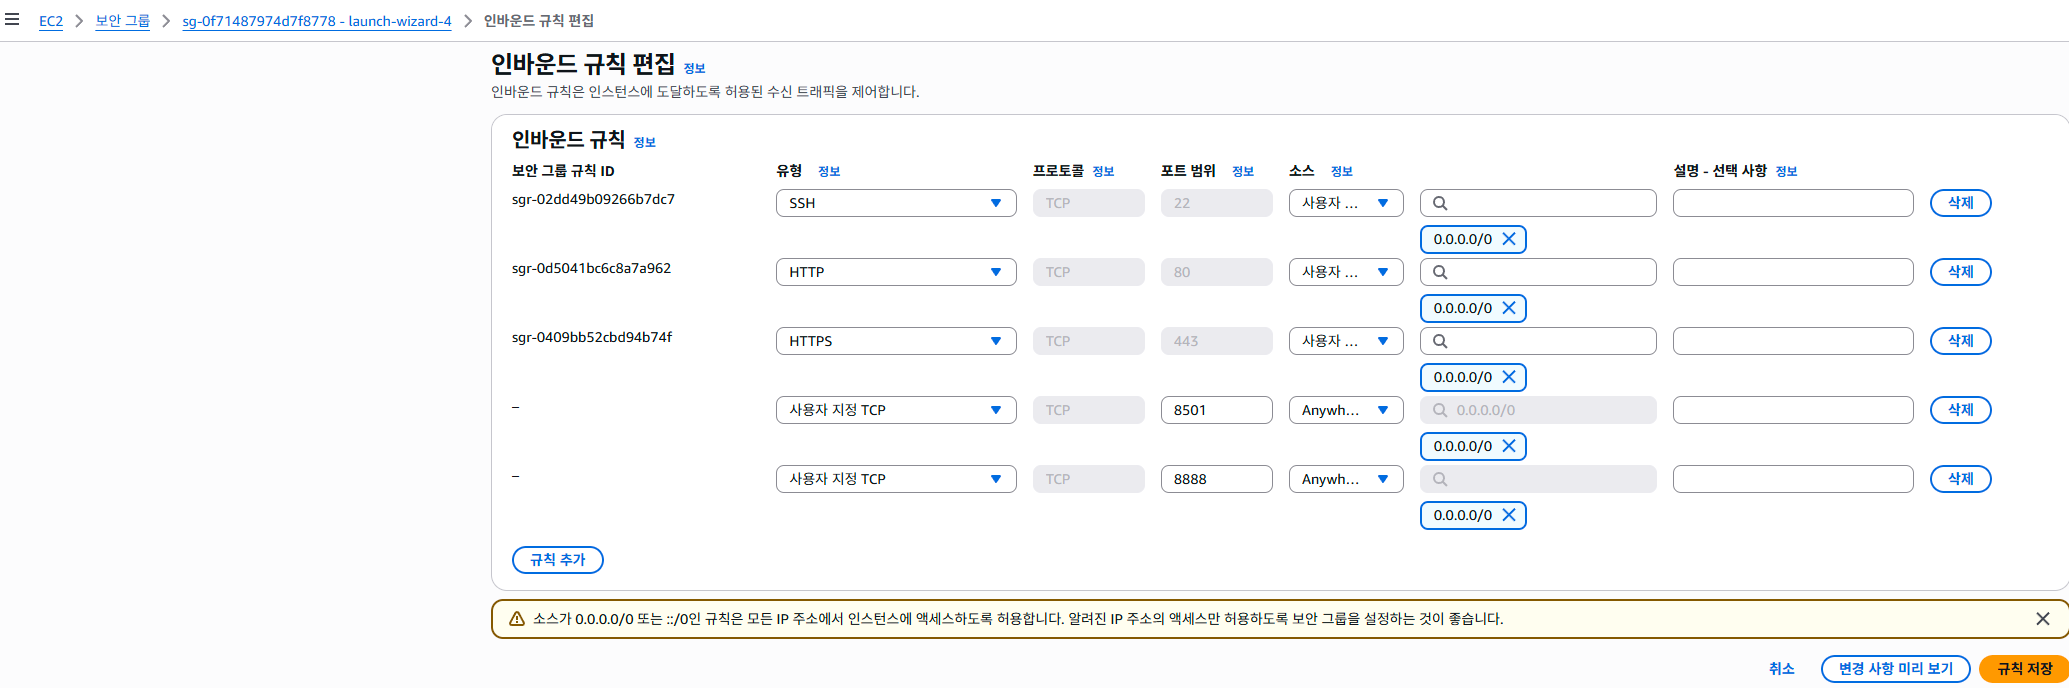 EC2 > 보안 그룹 > sg-0f71487974d7f8778 - launch-wizard-4 > 인바운드 규칙 편집
인바운드 규칙 편집 정보
인바운드 규칙은 인스턴스에 도달하도록 허용된 수신 트래픽을 제어합니다.
인바운드 규칙 정보
보안 그룹 규칙 ID 유형 정보 프로토콜 정보 포트 범위 정보 소스 정보 설명 - 선택 사항 정보
sgr-02dd49b09266b7dc7 SSH TCP 22 사용자 ... 삭제
0.0.0.0/0
sgr-0d5041bc6c8a7a962 HTTP TCP 80 사용자 ... 삭제
0.0.0.0/0
sgr-0409bb52cbd94b74f HTTPS TCP 443 사용자 ... 삭제
0.0.0.0/0
– 사용자 지정 TCP TCP 8501 Anywh... 0.0.0.0/0 삭제
0.0.0.0/0
– 사용자 지정 TCP TCP 8888 Anywh... 삭제
0.0.0.0/0
규칙 추가
소스가 0.0.0.0/0 또는 ::/0인 규칙은 모든 IP 주소에서 인스턴스에 액세스하도록 허용합니다. 알려진 IP 주소의 액세스만 허용하도록 보안 그룹을 설정하는 것이 좋습니다.
취소 변경 사항 미리 보기 규칙 저장